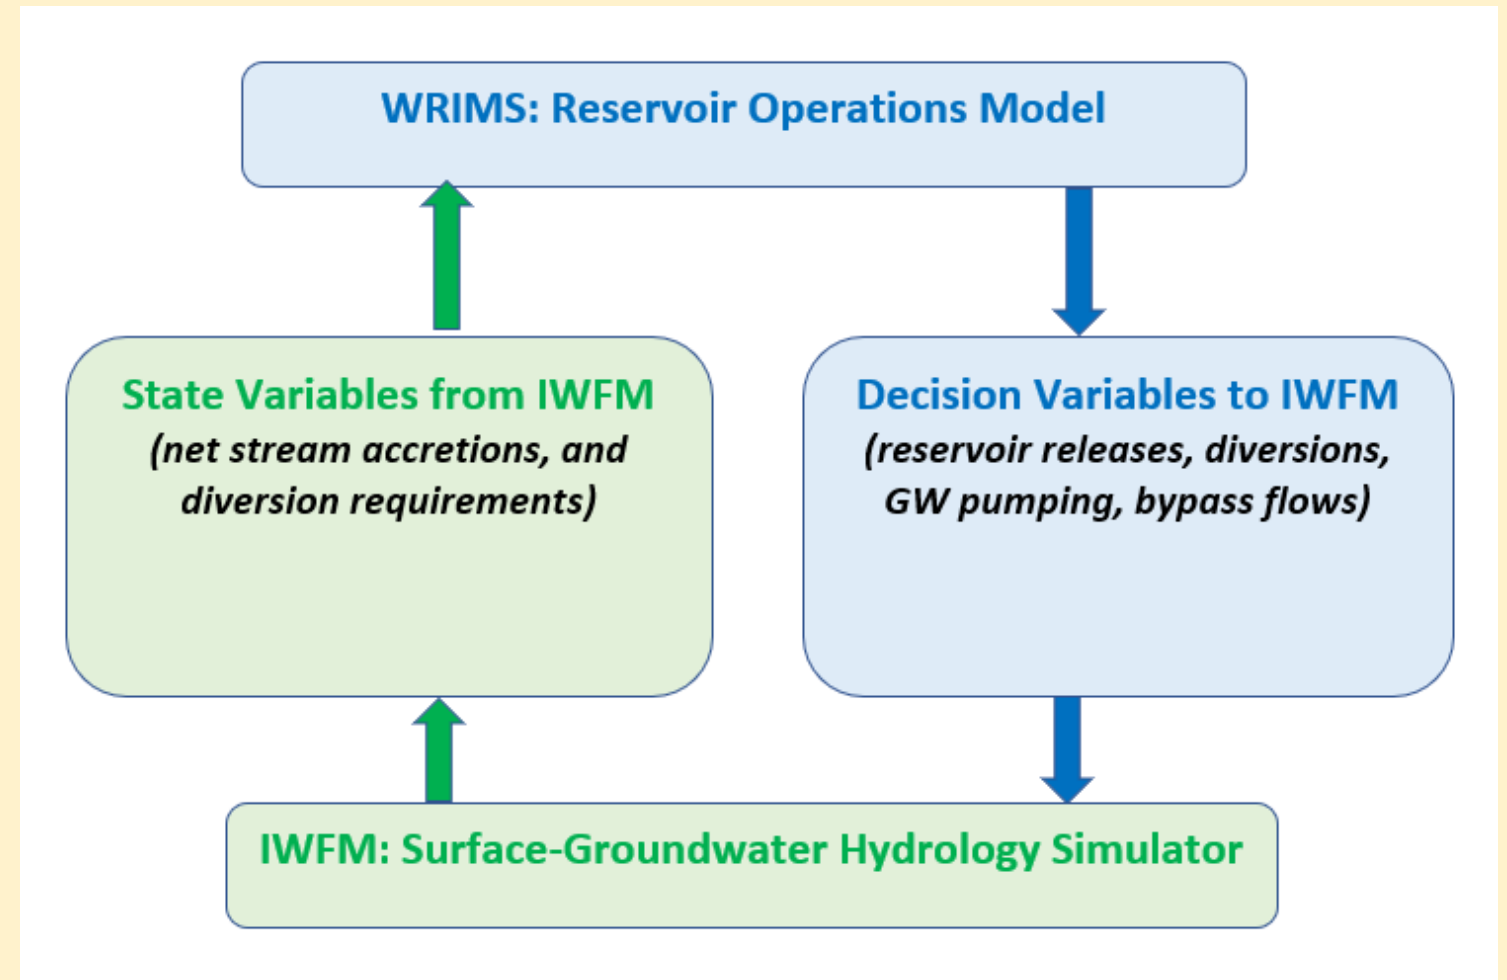 WRIMS: Reservoir Operations Model
State Variables from IWFM
(net stream accretions, and
diversion requirements)
Decision Variables to IWFM
(reservoir releases, diversions,
GW pumping, bypass flows)
IWFM: Surface-Groundwater Hydrology Simulator